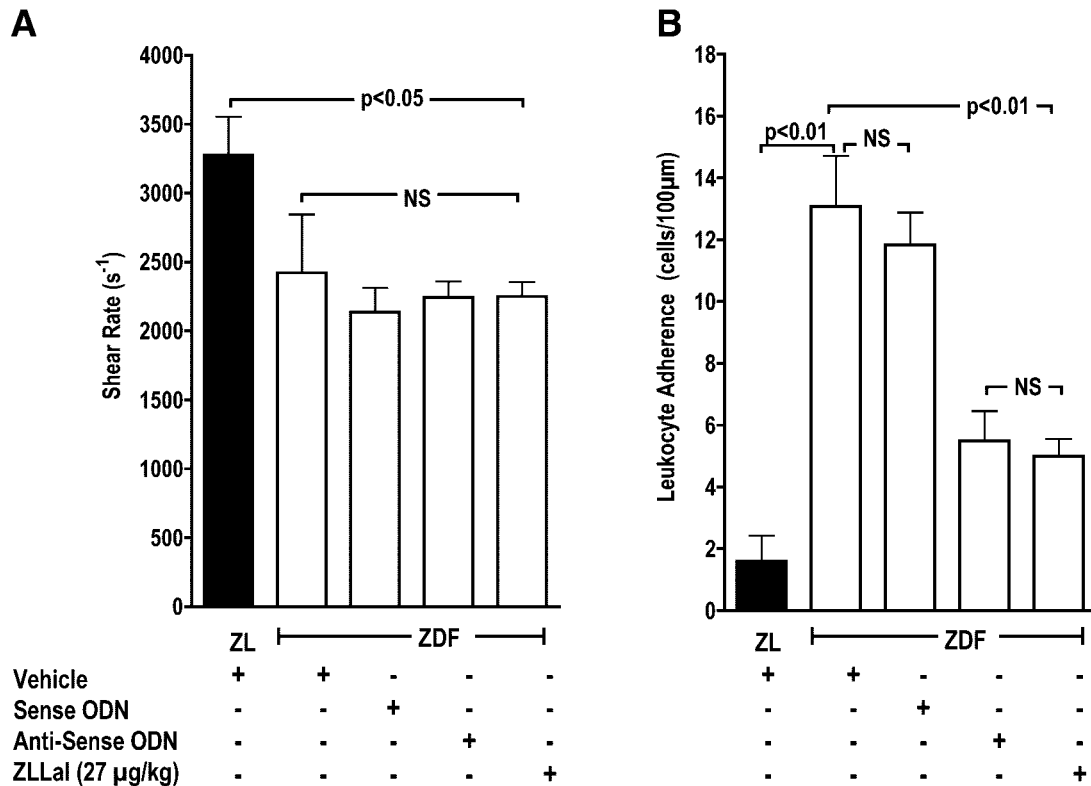 A
B
4000
3500
3000
2500
2000
1500
1000
500
0
Shear Rate (s-1)
p<0.05
NS
18
16
14
12
10
8
6
4
2
0
Leukocyte Adherence (cells/100µm)
p<0.01
p<0.01
NS
NS
ZL
ZDF
ZL
ZDF
Vehicle + + - - - + + - - -
Sense ODN - - + - - - - + - -
Anti-Sense ODN - - - + - - - - + -
ZLLal (27 µg/kg) - - - - + - - - - +